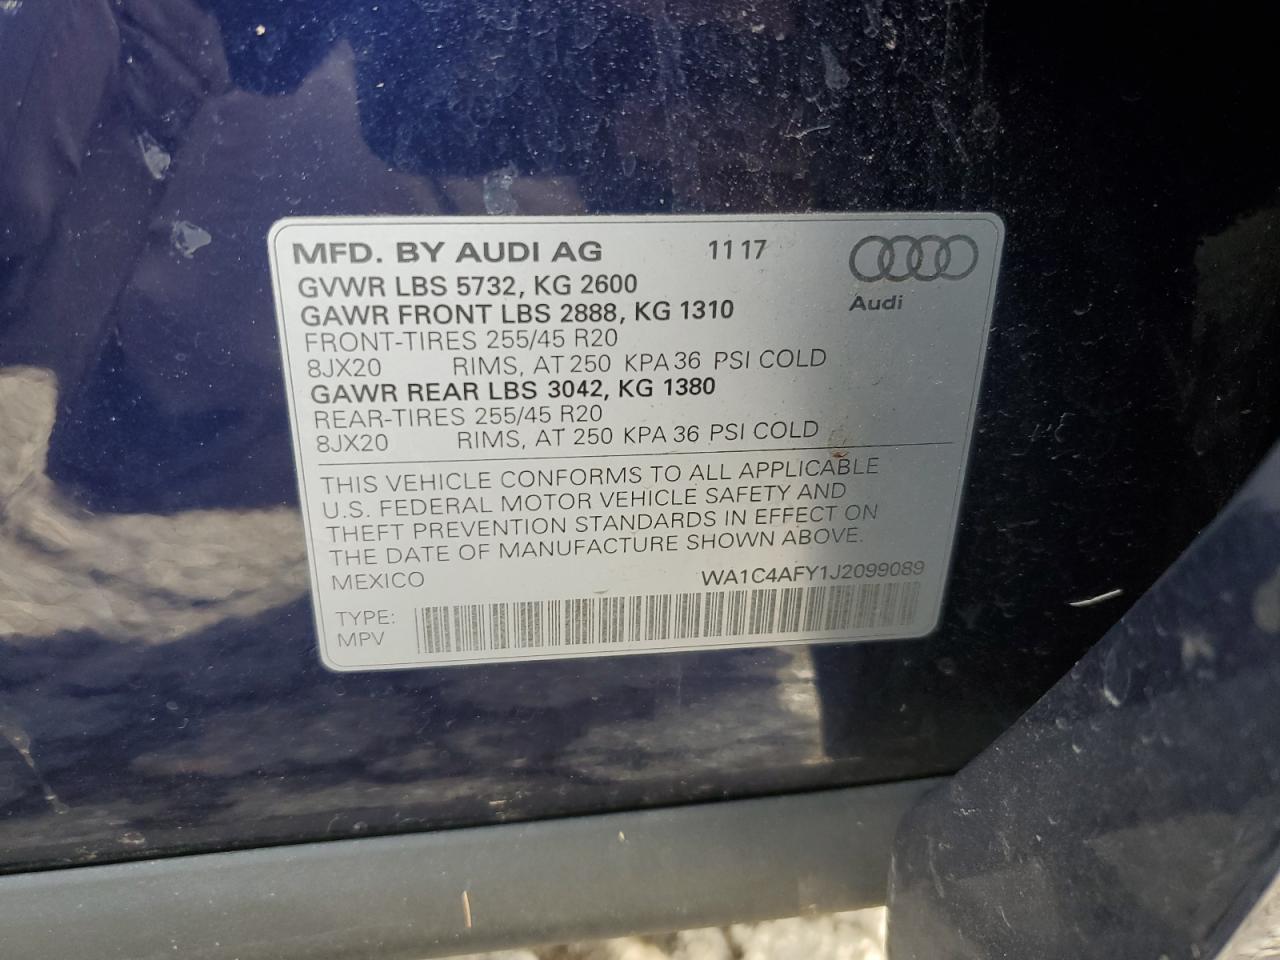 MFD. BY AUDI AG 11 17
Audi
GVWR LBS 5732, KG 2600
GAWR FRONT LBS 2888, KG 1310
FRONT-TIRES 255/45 R20
8JX20 RIMS, AT 250 KPA 36 PSI COLD
GAWR REAR LBS 3042, KG 1380
REAR-TIRES 255/45 R20
8JX20 RIMS, AT 250 KPA 36 PSI COLD
THIS VEHICLE CONFORMS TO ALL APPLICABLE
U.S. FEDERAL MOTOR VEHICLE SAFETY AND
THEFT PREVENTION STANDARDS IN EFFECT ON
THE DATE OF MANUFACTURE SHOWN ABOVE.
MEXICO WA1C4AFY1J2099089
TYPE:
MPV